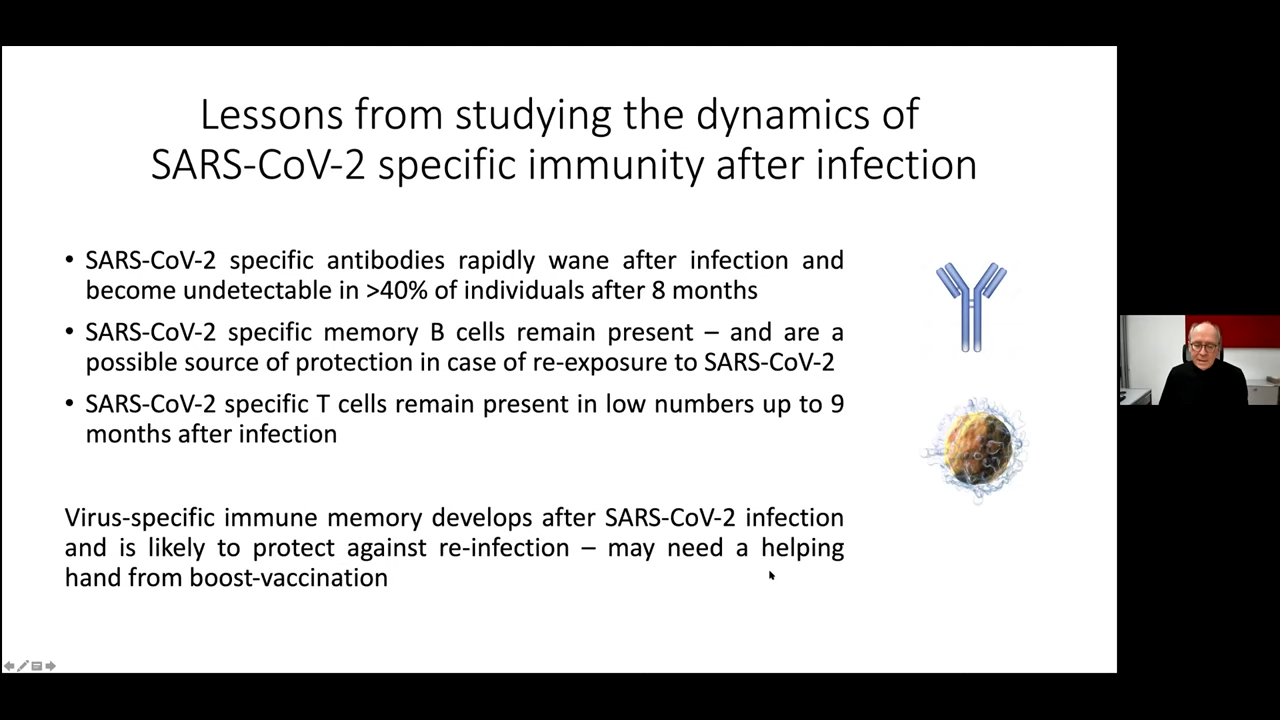 Lessons from studying the dynamics of
SARS-CoV-2 specific immunity after infection
• SARS-CoV-2 specific antibodies rapidly wane after infection and
become undetectable in >40% of individuals after 8 months
• SARS-CoV-2 specific memory B cells remain present – and are a
possible source of protection in case of re-exposure to SARS-CoV-2
• SARS-CoV-2 specific T cells remain present in low numbers up to 9
months after infection
Virus-specific immune memory develops after SARS-CoV-2 infection
and is likely to protect against re-infection – may need a helping
hand from boost-vaccination